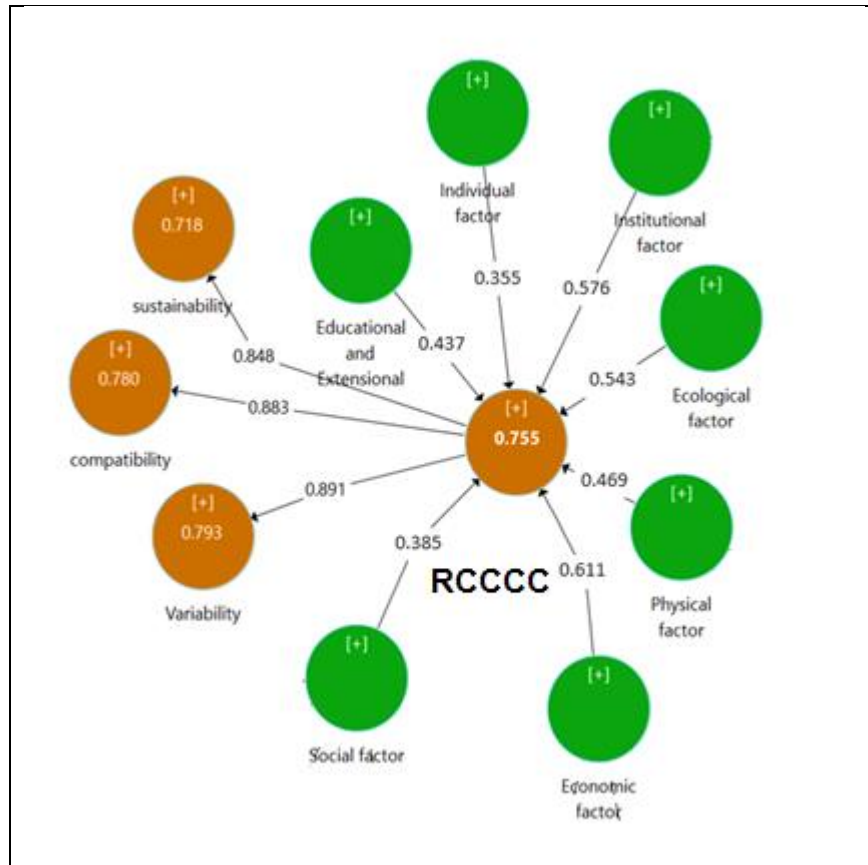 [+]
Individual
factor
[+]
Institutional
factor
[+]
0.718
sustainability
[+]
Educational
and
Extensional
0.355
0.576
[+]
Ecological
factor
0.437
0.848
[+]
0.780
compatibility
0.883
0.543
[+]
0.755
0.891
[+]
0.793
Variability
0.469
[+]
Physical
factor
0.385
RCCCC
0.611
[+]
Social factor
[+]
Economic
factor